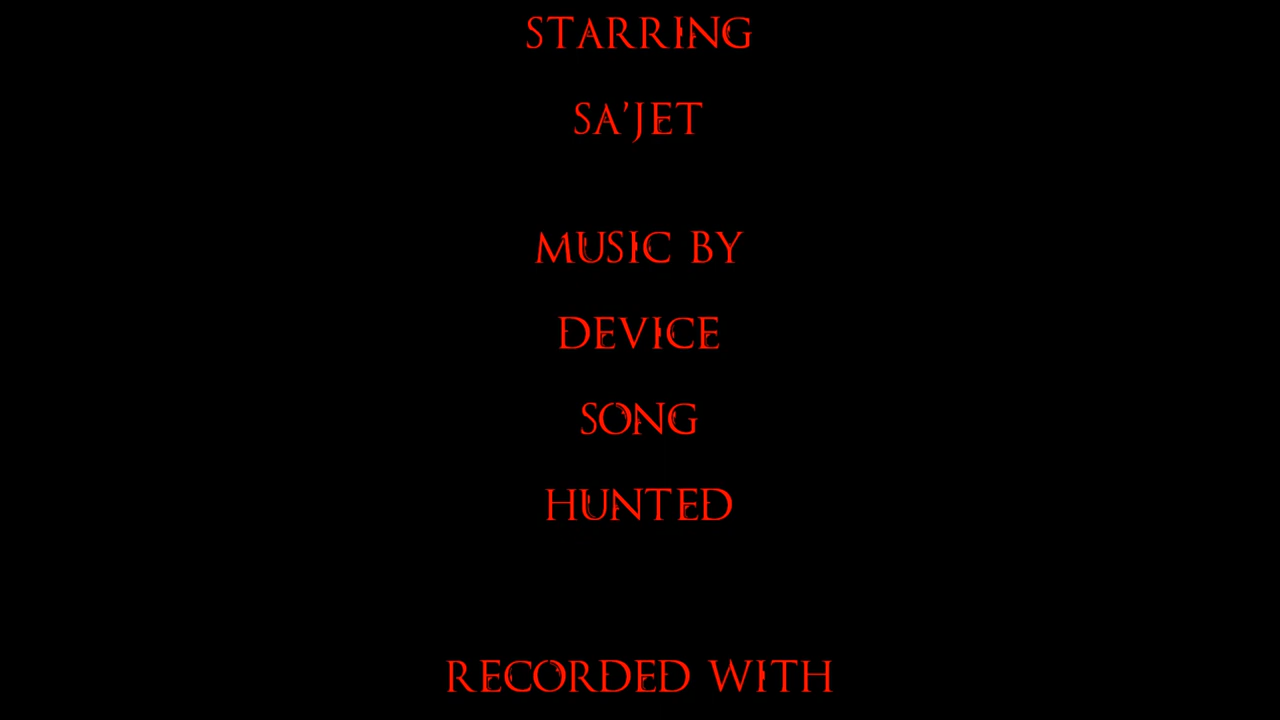 STARRING
SA'JET
MUSIC BY
DEVICE
SONG
HUNTED
RECORDED WITH